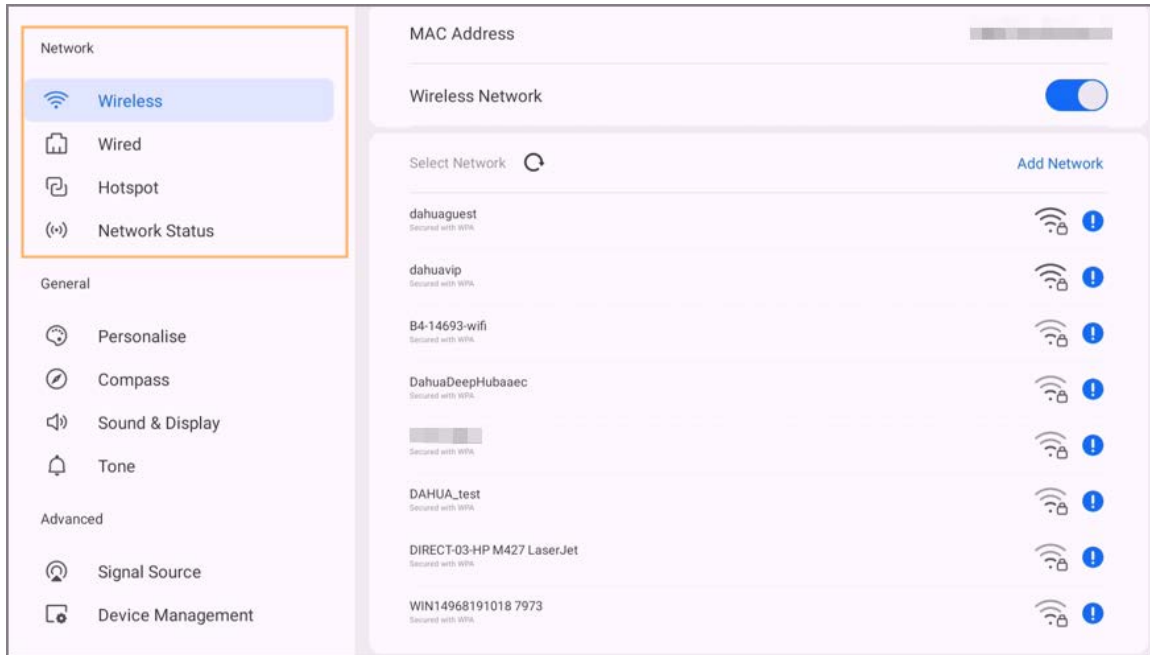 Network
Wireless
Wired
Hotspot
Network Status
General
Personalise
Compass
Sound & Display
Tone
Advanced
Signal Source
Device Management
MAC Address
Wireless Network
Select Network
Add Network
dahuaguest
Secured with WPA
dahuavip
Secured with WPA
B4-14693-wifi
Secured with WPA
DahuaDeepHubaaec
Secured with WPA
Secured with WPA
DAHUA_test
Secured with WPA
DIRECT-03-HP M427 LaserJet
Secured with WPA
WIN14968191018 7973
Secured with WPA